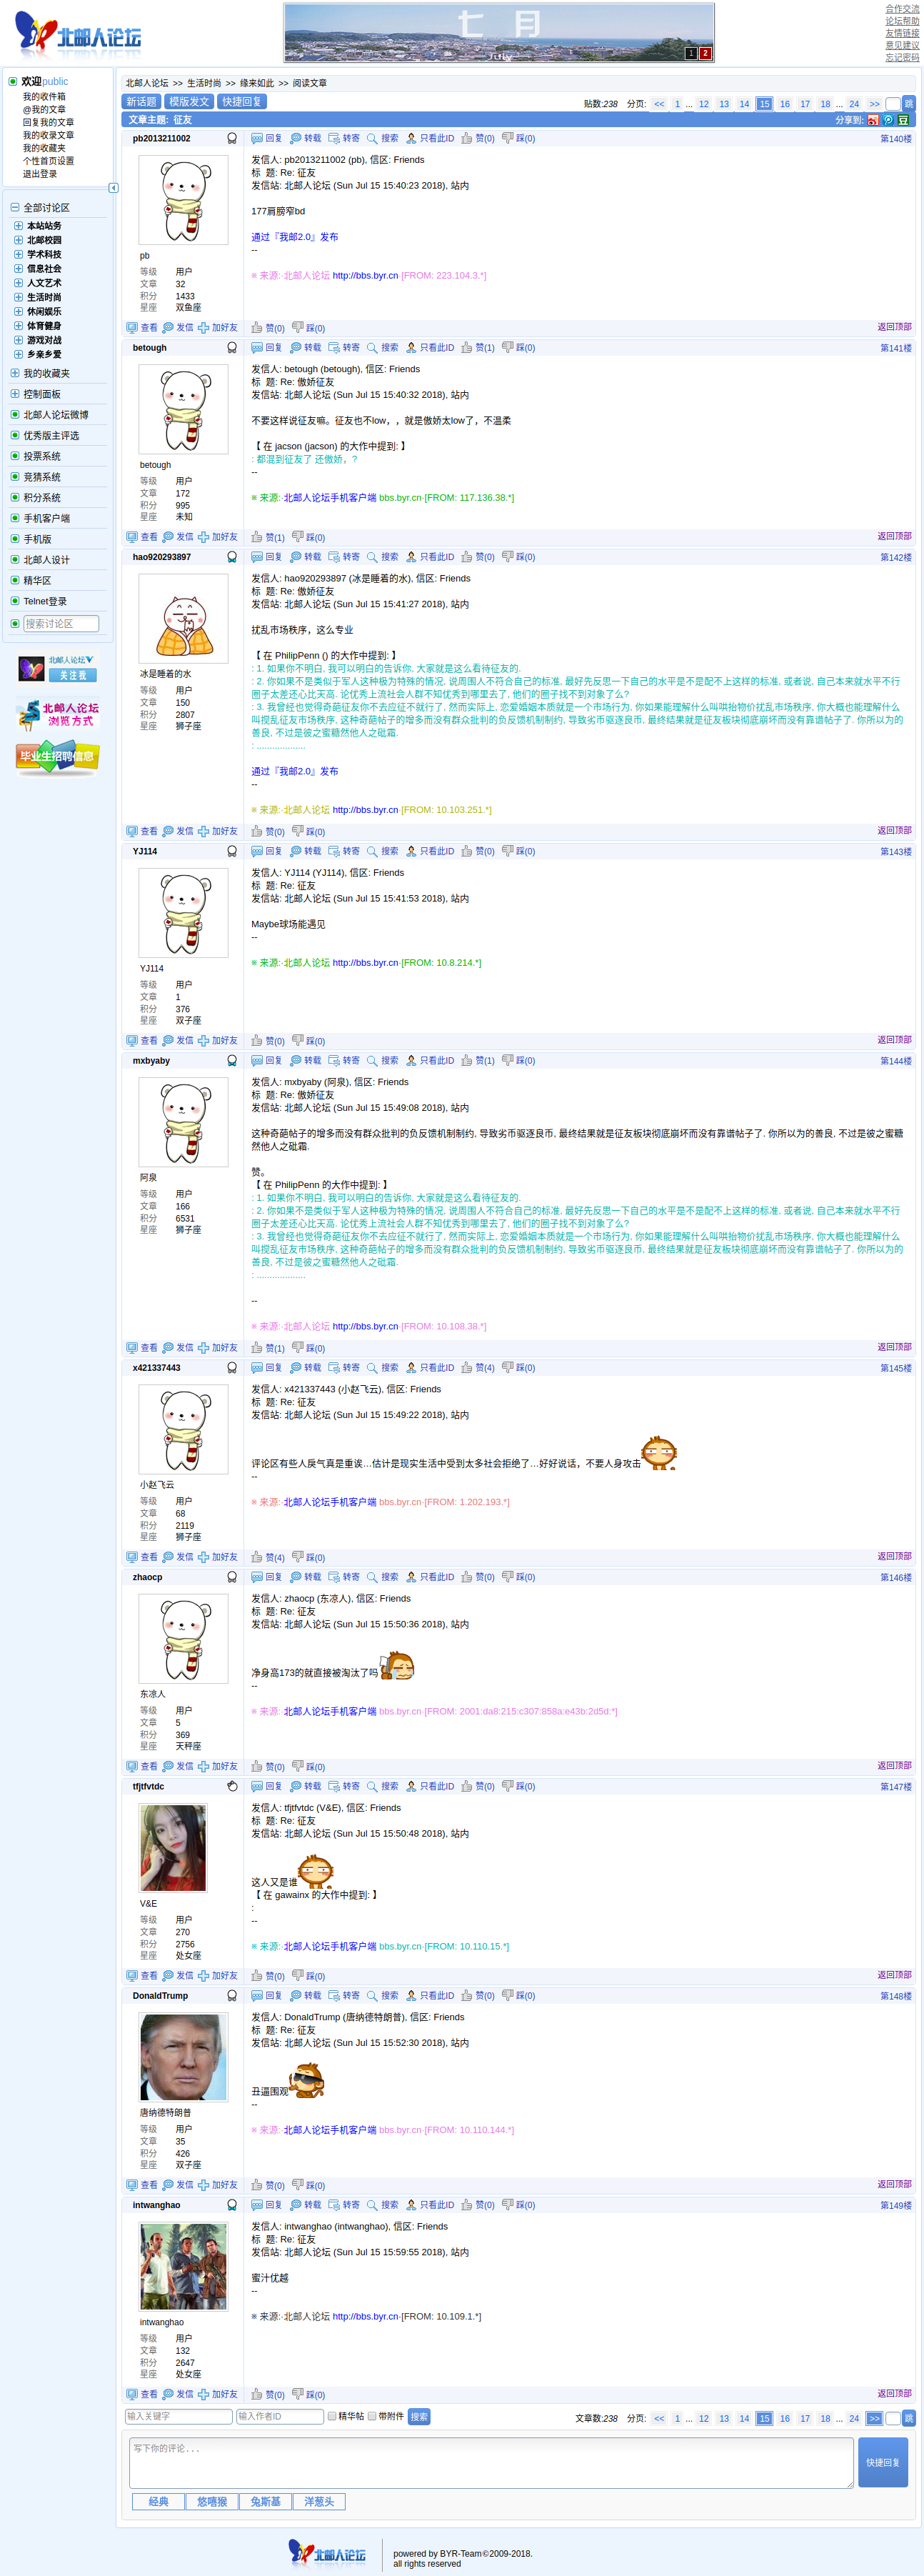 北邮人论坛
七 月
July
1 2
合作交流
论坛帮助
友情链接
意见建议
忘记密码
欢迎public
我的收件箱
@我的文章
回复我的文章
我的收录文章
我的收藏夹
个性首页设置
退出登录
全部讨论区
本站站务
北邮校园
学术科技
信息社会
人文艺术
生活时尚
休闲娱乐
体育健身
游戏对战
乡亲乡爱
我的收藏夹
控制面板
北邮人论坛微博
优秀版主评选
投票系统
竞猜系统
积分系统
手机客户端
手机版
北邮人设计
精华区
Telnet登录
搜索讨论区
北邮人论坛
关注我
北邮人论坛
浏览方式
毕业生招聘信息
北邮人论坛 >> 生活时尚 >> 缘来如此 >> 阅读文章
新话题 模版发文 快捷回复
贴数:238 分页: << 1 ... 12 13 14 15 16 17 18 ... 24 >> 跳
文章主题: 征友
分享到:
pb2013211002
回复 转载 转寄 搜索 只看此ID 赞(0) 踩(0)
第140楼
pb
等级 用户
文章 32
积分 1433
星座 双鱼座
发信人: pb2013211002 (pb), 信区: Friends
标 题: Re: 征友
发信站: 北邮人论坛 (Sun Jul 15 15:40:23 2018), 站内
177肩膀窄bd
通过『我邮2.0』发布
--
※ 来源:·北邮人论坛 http://bbs.byr.cn·[FROM: 223.104.3.*]
查看 发信 加好友 赞(0) 踩(0)
返回顶部
betough
回复 转载 转寄 搜索 只看此ID 赞(1) 踩(0)
第141楼
betough
等级 用户
文章 172
积分 995
星座 未知
发信人: betough (betough), 信区: Friends
标 题: Re: 傲娇征友
发信站: 北邮人论坛 (Sun Jul 15 15:40:32 2018), 站内
不要这样说征友嘛。征友也不low，，就是傲娇太low了，不温柔
【 在 jacson (jacson) 的大作中提到: 】
: 都混到征友了 还傲娇，?
--
※ 来源:·北邮人论坛手机客户端 bbs.byr.cn·[FROM: 117.136.38.*]
查看 发信 加好友 赞(1) 踩(0)
返回顶部
hao920293897
回复 转载 转寄 搜索 只看此ID 赞(0) 踩(0)
第142楼
冰是睡着的水
等级 用户
文章 150
积分 2807
星座 狮子座
发信人: hao920293897 (冰是睡着的水), 信区: Friends
标 题: Re: 傲娇征友
发信站: 北邮人论坛 (Sun Jul 15 15:41:27 2018), 站内
扰乱市场秩序，这么专业
【 在 PhilipPenn () 的大作中提到: 】
: 1. 如果你不明白, 我可以明白的告诉你, 大家就是这么看待征友的.
: 2. 你如果不是类似于军人这种极为特殊的情况, 说周围人不符合自己的标准, 最好先反思一下自己的水平是不是配不上这样的标准, 或者说, 自己本来就水平不行圈子太差还心比天高. 论忧秀上流社会人群不知优秀到哪里去了, 他们的圈子找不到对象了么?
: 3. 我曾经也觉得奇葩征友你不去应征不就行了, 然而实际上, 恋爱婚姻本质就是一个市场行为, 你如果能理解什么叫哄抬物价扰乱市场秩序, 你大概也能理解什么叫搅乱征友市场秩序, 这种奇葩帖子的增多而没有群众批判的负反馈机制制约, 导致劣币驱逐良币, 最终结果就是征友板块彻底崩坏而没有靠谱帖子了. 你所以为的善良, 不过是彼之蜜糖然他人之砒霜.
: ...................
通过『我邮2.0』发布
--
※ 来源:·北邮人论坛 http://bbs.byr.cn·[FROM: 10.103.251.*]
查看 发信 加好友 赞(0) 踩(0)
返回顶部
YJ114
回复 转载 转寄 搜索 只看此ID 赞(0) 踩(0)
第143楼
YJ114
等级 用户
文章 1
积分 376
星座 双子座
发信人: YJ114 (YJ114), 信区: Friends
标 题: Re: 征友
发信站: 北邮人论坛 (Sun Jul 15 15:41:53 2018), 站内
Maybe球场能遇见
--
※ 来源:·北邮人论坛 http://bbs.byr.cn·[FROM: 10.8.214.*]
查看 发信 加好友 赞(0) 踩(0)
返回顶部
mxbyaby
回复 转载 转寄 搜索 只看此ID 赞(1) 踩(0)
第144楼
阿泉
等级 用户
文章 166
积分 6531
星座 狮子座
发信人: mxbyaby (阿泉), 信区: Friends
标 题: Re: 傲娇征友
发信站: 北邮人论坛 (Sun Jul 15 15:49:08 2018), 站内
这种奇葩帖子的增多而没有群众批判的负反馈机制制约, 导致劣币驱逐良币, 最终结果就是征友板块彻底崩坏而没有靠谱帖子了. 你所以为的善良, 不过是彼之蜜糖然他人之砒霜.
赞。
【 在 PhilipPenn 的大作中提到: 】
: 1. 如果你不明白, 我可以明白的告诉你, 大家就是这么看待征友的.
: 2. 你如果不是类似于军人这种极为特殊的情况, 说周围人不符合自己的标准, 最好先反思一下自己的水平是不是配不上这样的标准, 或者说, 自己本来就水平不行圈子太差还心比天高. 论忧秀上流社会人群不知优秀到哪里去了, 他们的圈子找不到对象了么?
: 3. 我曾经也觉得奇葩征友你不去应征不就行了, 然而实际上, 恋爱婚姻本质就是一个市场行为, 你如果能理解什么叫哄抬物价扰乱市场秩序, 你大概也能理解什么叫搅乱征友市场秩序, 这种奇葩帖子的增多而没有群众批判的负反馈机制制约, 导致劣币驱逐良币, 最终结果就是征友板块彻底崩坏而没有靠谱帖子了. 你所以为的善良, 不过是彼之蜜糖然他人之砒霜.
: ...................
--
※ 来源:·北邮人论坛 http://bbs.byr.cn·[FROM: 10.108.38.*]
查看 发信 加好友 赞(1) 踩(0)
返回顶部
x421337443
回复 转载 转寄 搜索 只看此ID 赞(4) 踩(0)
第145楼
小赵飞云
等级 用户
文章 68
积分 2119
星座 狮子座
发信人: x421337443 (小赵飞云), 信区: Friends
标 题: Re: 征友
发信站: 北邮人论坛 (Sun Jul 15 15:49:22 2018), 站内
评论区有些人戾气真是重诶…估计是现实生活中受到太多社会拒绝了…好好说话，不要人身攻击
--
※ 来源:·北邮人论坛手机客户端 bbs.byr.cn·[FROM: 1.202.193.*]
查看 发信 加好友 赞(4) 踩(0)
返回顶部
zhaocp
回复 转载 转寄 搜索 只看此ID 赞(0) 踩(0)
第146楼
东凉人
等级 用户
文章 5
积分 369
星座 天秤座
发信人: zhaocp (东凉人), 信区: Friends
标 题: Re: 征友
发信站: 北邮人论坛 (Sun Jul 15 15:50:36 2018), 站内
净身高173的就直接被淘汰了吗
--
※ 来源:·北邮人论坛手机客户端 bbs.byr.cn·[FROM: 2001:da8:215:c307:858a:e43b:2d5d:*]
查看 发信 加好友 赞(0) 踩(0)
返回顶部
tfjtfvtdc
回复 转载 转寄 搜索 只看此ID 赞(0) 踩(0)
第147楼
V&E
等级 用户
文章 270
积分 2756
星座 处女座
发信人: tfjtfvtdc (V&E), 信区: Friends
标 题: Re: 征友
发信站: 北邮人论坛 (Sun Jul 15 15:50:48 2018), 站内
这人又是谁
【 在 gawainx 的大作中提到: 】
:
--
※ 来源:·北邮人论坛手机客户端 bbs.byr.cn·[FROM: 10.110.15.*]
查看 发信 加好友 赞(0) 踩(0)
返回顶部
DonaldTrump
回复 转载 转寄 搜索 只看此ID 赞(0) 踩(0)
第148楼
唐纳德特朗普
等级 用户
文章 35
积分 426
星座 双子座
发信人: DonaldTrump (唐纳德特朗普), 信区: Friends
标 题: Re: 征友
发信站: 北邮人论坛 (Sun Jul 15 15:52:30 2018), 站内
丑逼围观
--
※ 来源:·北邮人论坛手机客户端 bbs.byr.cn·[FROM: 10.110.144.*]
查看 发信 加好友 赞(0) 踩(0)
返回顶部
intwanghao
回复 转载 转寄 搜索 只看此ID 赞(0) 踩(0)
第149楼
intwanghao
等级 用户
文章 132
积分 2647
星座 处女座
发信人: intwanghao (intwanghao), 信区: Friends
标 题: Re: 征友
发信站: 北邮人论坛 (Sun Jul 15 15:59:55 2018), 站内
蜜汁优越
--
※ 来源:·北邮人论坛 http://bbs.byr.cn·[FROM: 10.109.1.*]
查看 发信 加好友 赞(0) 踩(0)
返回顶部
输入关键字 输入作者ID 精华帖 带附件 搜索
文章数:238 分页: << 1 ... 12 13 14 15 16 17 18 ... 24 >> 跳
写下你的评论...
快捷回复
经典 悠嘻猴 兔斯基 洋葱头
北邮人论坛
powered by BYR-Team©2009-2018.
all rights reserved